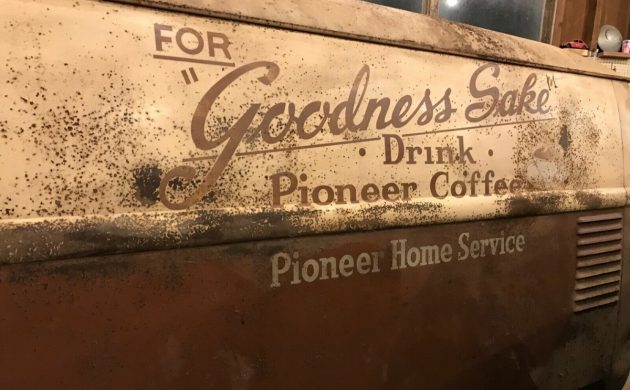 FOR
"Goodness Sake"
· Drink ·
Pioneer Coffee
Pioneer Home Service